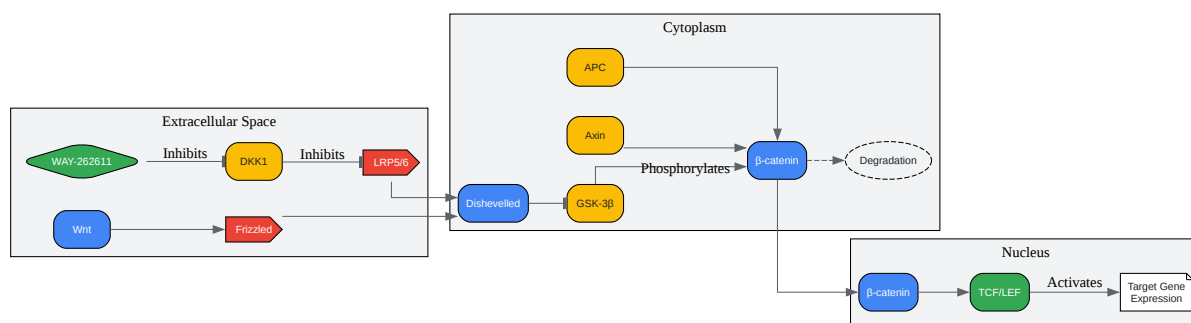 Cytoplasm
APC
Axin
Phosphorylates
β-catenin
Degradation
Dishevelled
GSK-3β
Extracellular Space
WAY-262611
Inhibits
DKK1
Inhibits
LRP5/6
Wnt
Frizzled
Nucleus
β-catenin
TCF/LEF
Activates
Target Gene
Expression